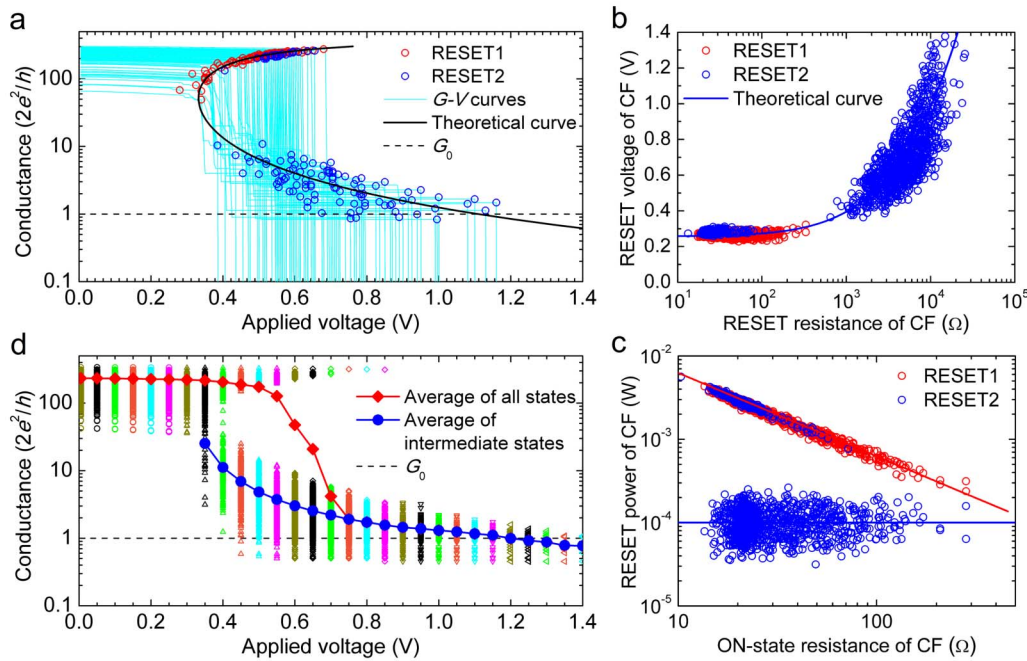 a
Conductance (2e²/h)
100
10
1
0.1
RESET1
RESET2
G-V curves
Theoretical curve
G₀
0.0 0.2 0.4 0.6 0.8 1.0 1.2 1.4
Applied voltage (V)
b
RESET voltage of CF (V)
1.4
1.2
1.0
0.8
0.6
0.4
0.2
0.0
RESET1
RESET2
Theoretical curve
10¹ 10² 10³ 10⁴ 10⁵
RESET resistance of CF (Ω)
d
Conductance (2e²/h)
100
10
1
0.1
Average of all states
Average of
intermediate states
G₀
0.0 0.2 0.4 0.6 0.8 1.0 1.2 1.4
Applied voltage (V)
c
RESET power of CF (W)
10⁻²
10⁻³
10⁻⁴
10⁻⁵
RESET1
RESET2
10 100
ON-state resistance of CF (Ω)